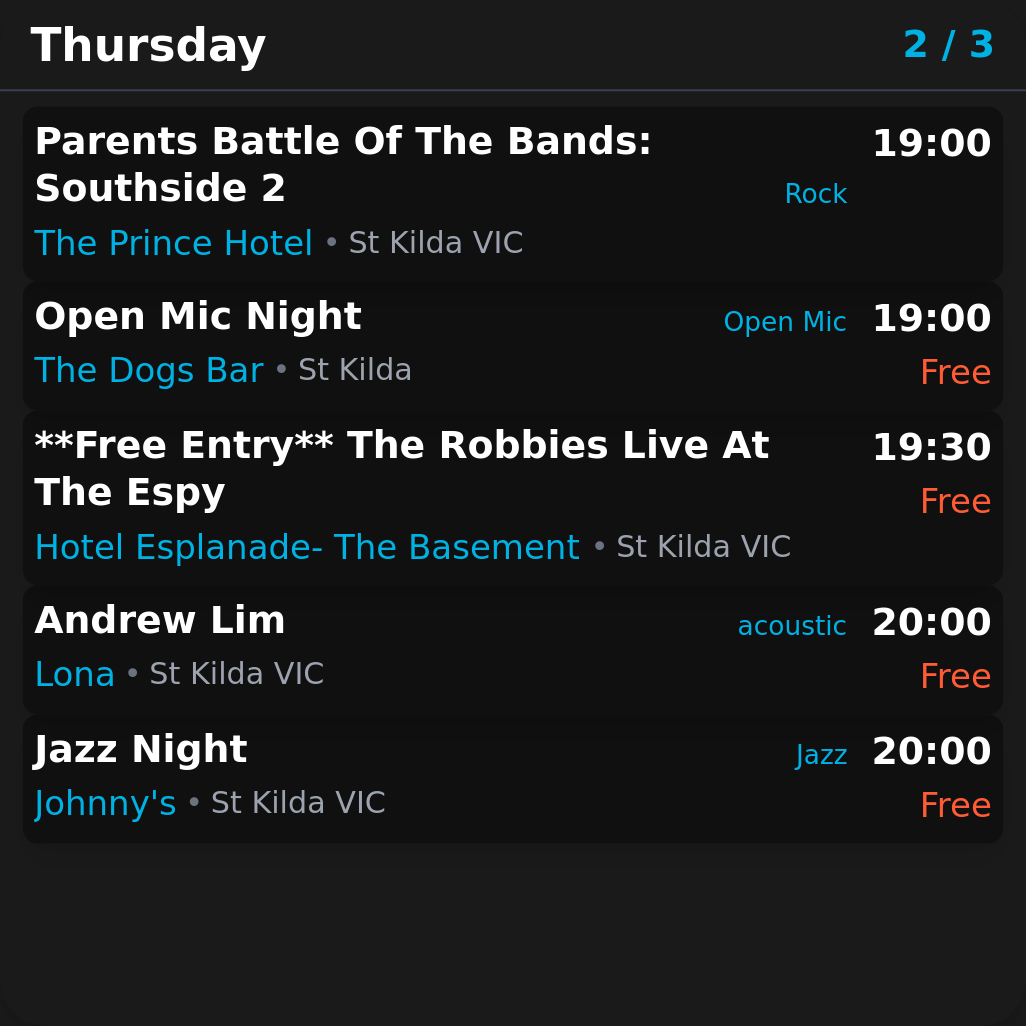 Thursday 2 / 3
Parents Battle Of The Bands: 19:00
Southside 2 Rock
The Prince Hotel • St Kilda VIC
Open Mic Night Open Mic 19:00
The Dogs Bar • St Kilda Free
**Free Entry** The Robbies Live At 19:30
The Espy Free
Hotel Esplanade- The Basement • St Kilda VIC
Andrew Lim acoustic 20:00
Lona • St Kilda VIC Free
Jazz Night Jazz 20:00
Johnny's • St Kilda VIC Free